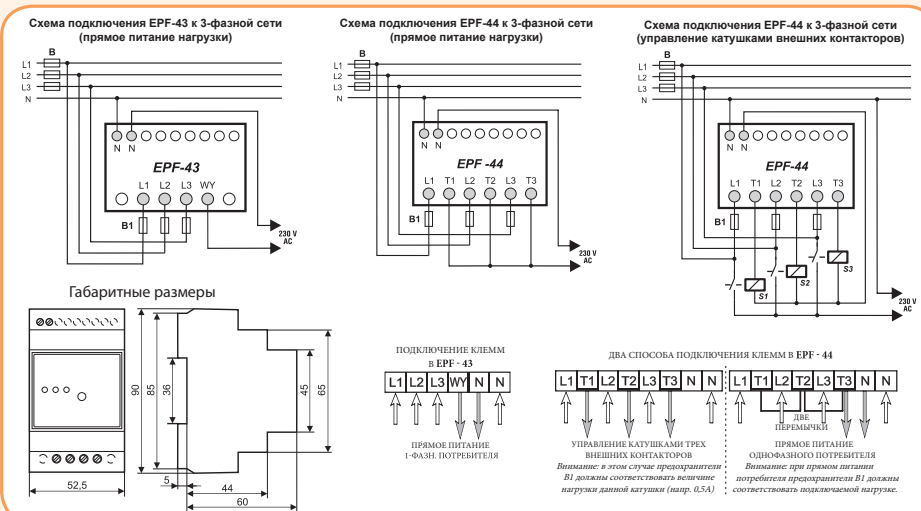 Схема подключения EPF-43 к 3-фазной сети
(прямое питание нагрузки)
B
L1
L2
L3
N
N N
EPF-43
L1 L2 L3 WY
B1
230 V
AC
Схема подключения EPF-44 к 3-фазной сети
(прямое питание нагрузки)
B
L1
L2
L3
N
N N
EPF -44
L1 T1 L2 T2 L3 T3
B1
230 V
AC
Схема подключения EPF-44 к 3-фазной сети
(управление катушками внешних контакторов)
B
L1
L2
L3
N
N N
EPF-44
L1 T1 L2 T2 L3 T3
B1
S1
S2
S3
230 V
AC
Габаритные размеры
52,5
90
85
36
5
44
60
45
65
ПОДКЛЮЧЕНИЕ КЛЕММ
В EPF - 43
L1 L2 L3 WY N N
ПРЯМОЕ ПИТАНИЕ
1-ФАЗН. ПОТРЕБИТЕЛЯ
ДВА СПОСОБА ПОДКЛЮЧЕНИЯ КЛЕММ В EPF - 44
L1 T1 L2 T2 L3 T3 N N
УПРАВЛЕНИЕ КАТУШКАМИ ТРЕХ
ВНЕШНИХ КОНТАКТОРОВ
Внимание: в этом случае предохранители
B1 должны соответствовать величине
нагрузки данной катушки (напр. 0,5A)
L1 T1 L2 T2 L3 T3 N N
ДВЕ
ПЕРЕМЫЧКИ
ПРЯМОЕ ПИТАНИЕ
ОДНОФАЗНОГО ПОТРЕБИТЕЛЯ
Внимание: при прямом питании
потребителя предохранители B1 должны
соответствовать подключаемой нагрузке.